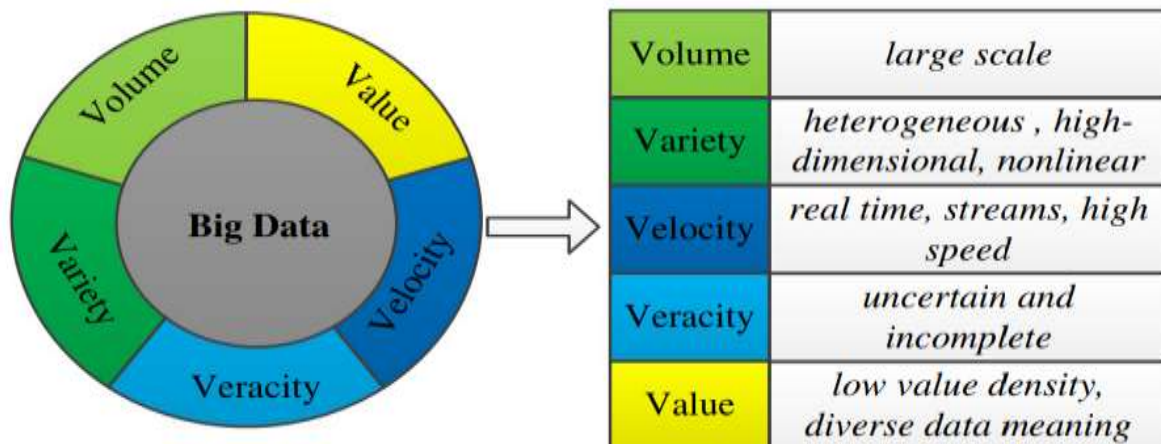 Volume
Value
Variety
Big Data
Velocity
Veracity
Volume
large scale
Variety
heterogeneous , high-
dimensional, nonlinear
Velocity
real time, streams, high
speed
Veracity
uncertain and
incomplete
Value
low value density,
diverse data meaning